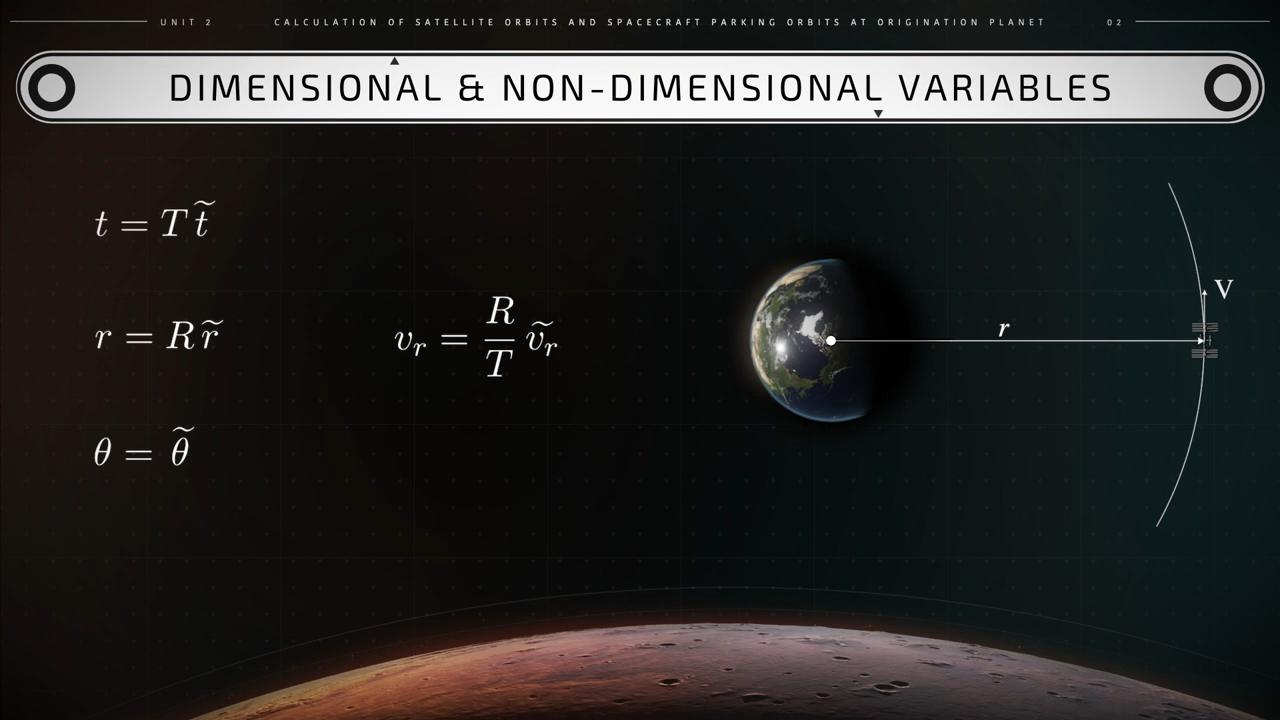 UNIT 2 CALCULATION OF SATELLITE ORBITS AND SPACECRAFT PARKING ORBITS AT ORIGINATION PLANET 02
DIMENSIONAL & NON-DIMENSIONAL VARIABLES
t = T t̃
r = R r̃
v_r = R/T ṽ_r
θ = θ̃
r
V